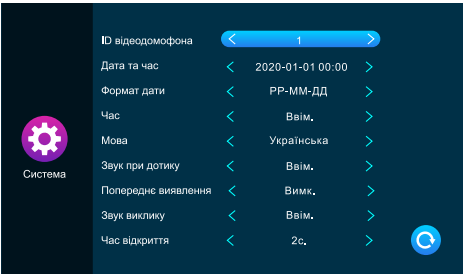 ID відеодомофона 1
Дата та час 2020-01-01 00:00
Формат дати РР-ММ-ДД
Час Ввім.
Мова Українська
Звук при дотику Ввім.
Попереднє виявлення Вимк.
Звук виклику Ввім.
Час відкриття 2с.
Система